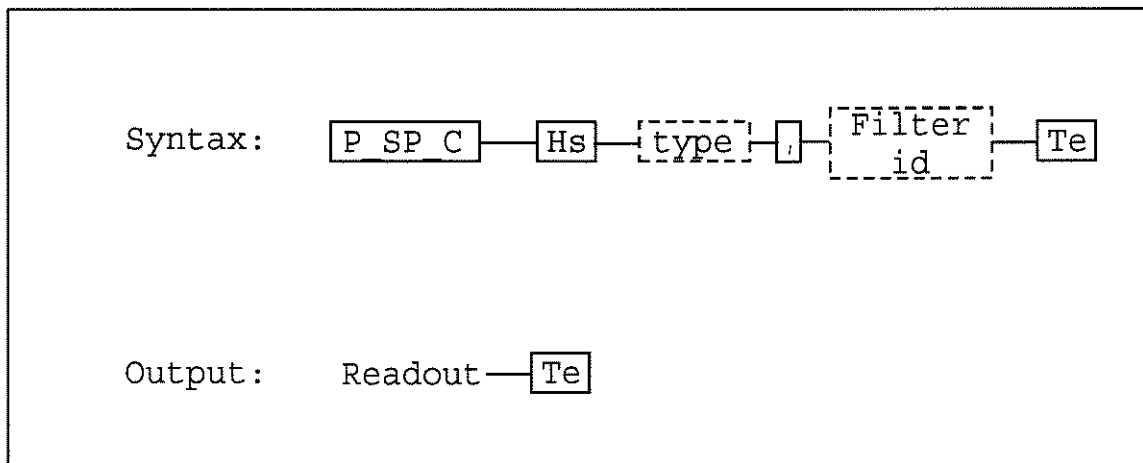 Syntax: P_SP_C Hs type , Filter id Te
Output: Readout Te